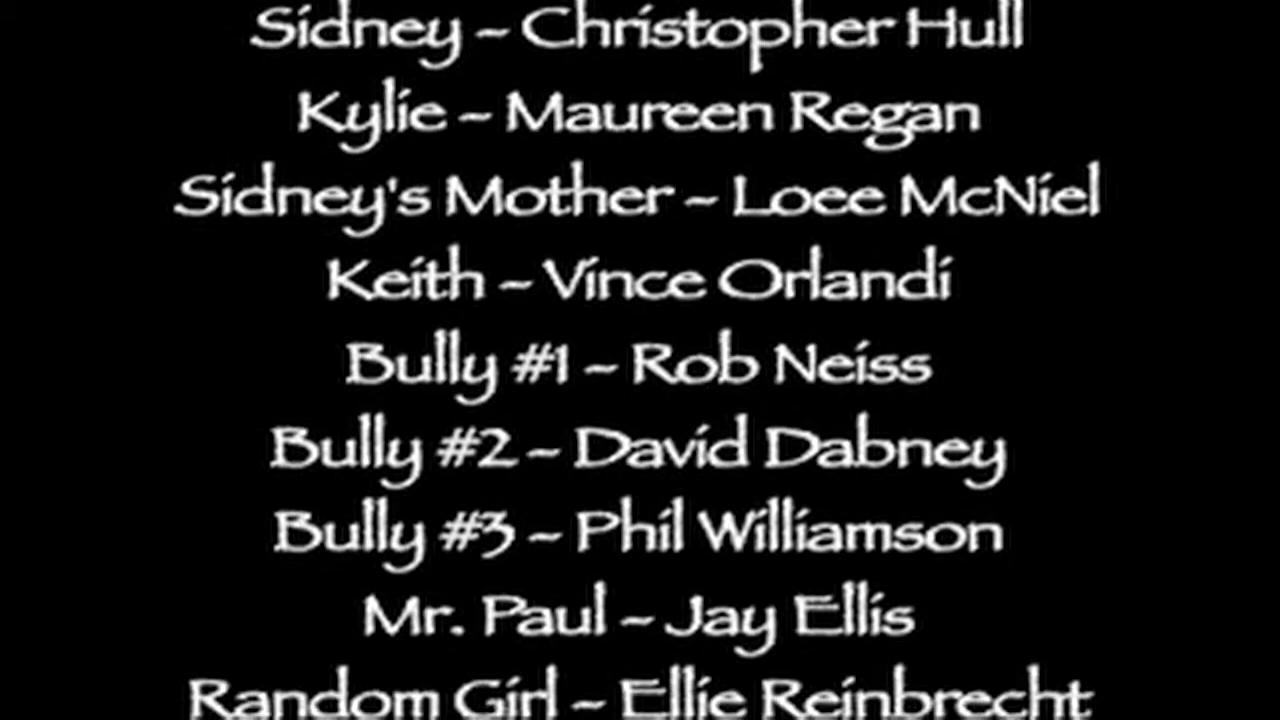 Sidney - Christopher Hull
Kylie - Maureen Regan
Sidney's Mother - Loee McNiel
Keith - Vince Orlandi
Bully #1 - Rob Neiss
Bully #2 - David Dabney
Bully #3 - Phil Williamson
Mr. Paul - Jay Ellis
Random Girl - Ellie Reinbrecht